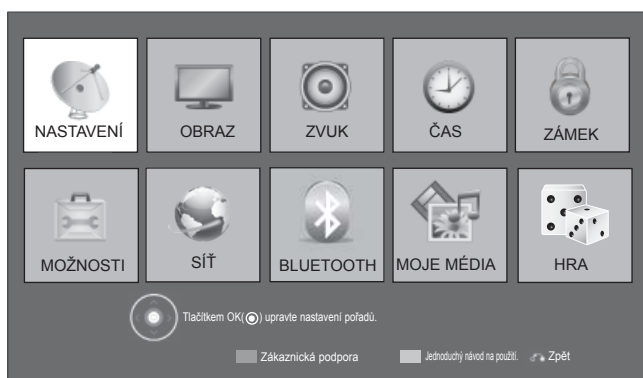 NASTAVENÍ OBRAZ ZVUK ČAS ZÁMEK
MOŽNOSTI SÍŤ BLUETOOTH MOJE MÉDIA HRA
Tlačítkem OK(◉) upravte nastavení pořadů.
Zákaznická podpora Jednoduchý návod na použití. Zpět